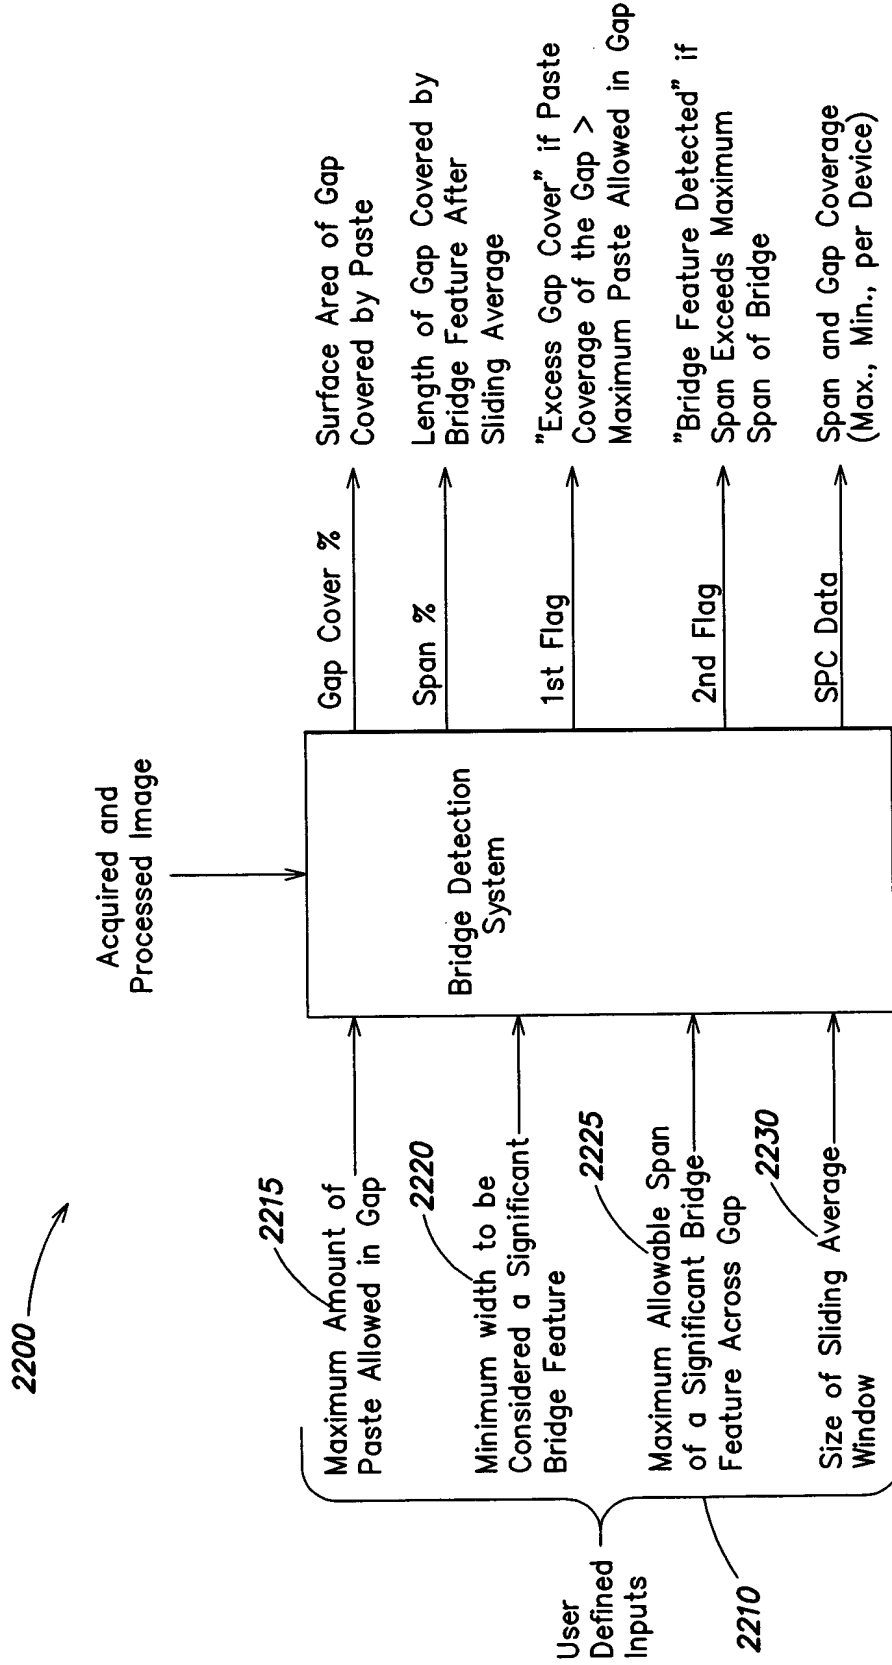 2200
Acquired and
Processed Image
User
Defined
Inputs
2210
Maximum Amount of
Paste Allowed in Gap
2215
Minimum width to be
Considered a Significant
Bridge Feature
2220
Maximum Allowable Span
of a Significant Bridge
Feature Across Gap
2225
Size of Sliding Average
Window
2230
Bridge Detection
System
Gap Cover %
Surface Area of Gap
Covered by Paste
Span %
Length of Gap Covered by
Bridge Feature After
Sliding Average
1st Flag
"Excess Gap Cover" if Paste
Coverage of the Gap >
Maximum Paste Allowed in Gap
2nd Flag
"Bridge Feature Detected" if
Span Exceeds Maximum
Span of Bridge
SPC Data
Span and Gap Coverage
(Max., Min., per Device)